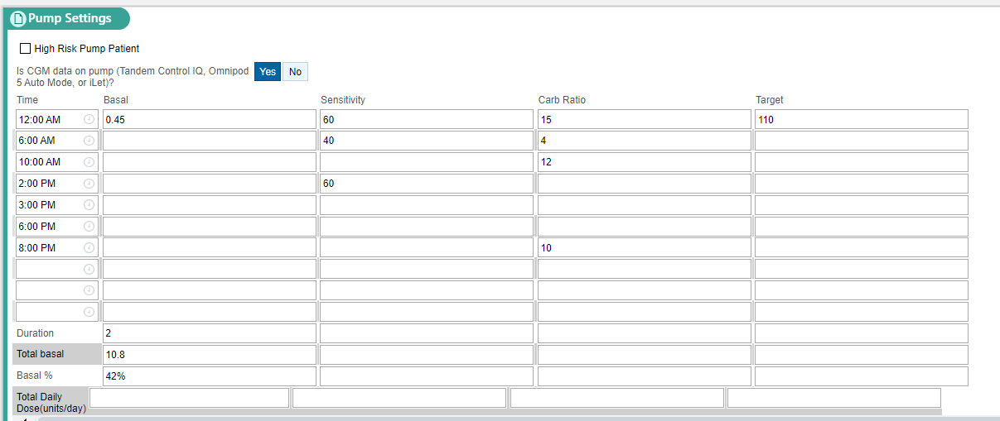 Pump Settings
High Risk Pump Patient
Is CGM data on pump (Tandem Control IQ, Omnipod Yes No
5 Auto Mode, or iLet)?
Time Basal Sensitivity Carb Ratio Target
12:00 AM 0.45 60 15 110
6:00 AM 40 4
10:00 AM 12
2:00 PM 60
3:00 PM
6:00 PM
8:00 PM 10
Duration 2
Total basal 10.8
Basal % 42%
Total Daily
Dose(units/day)